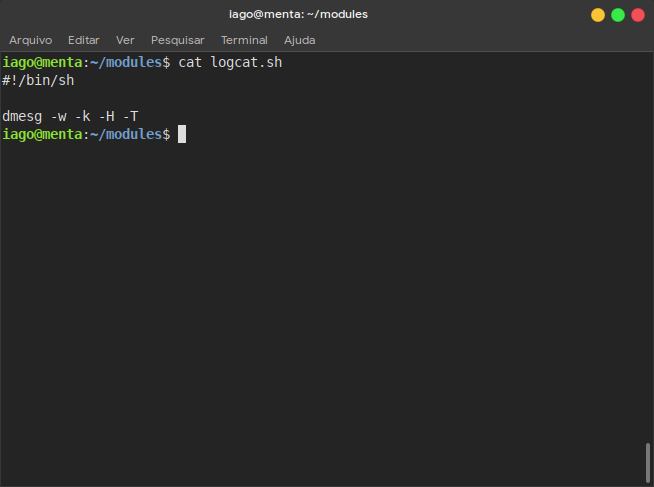 iago@menta: ~/modules
Arquivo Editar Ver Pesquisar Terminal Ajuda
iago@menta:~/modules$ cat logcat.sh
#!/bin/sh
dmesg -w -k -H -T
iago@menta:~/modules$